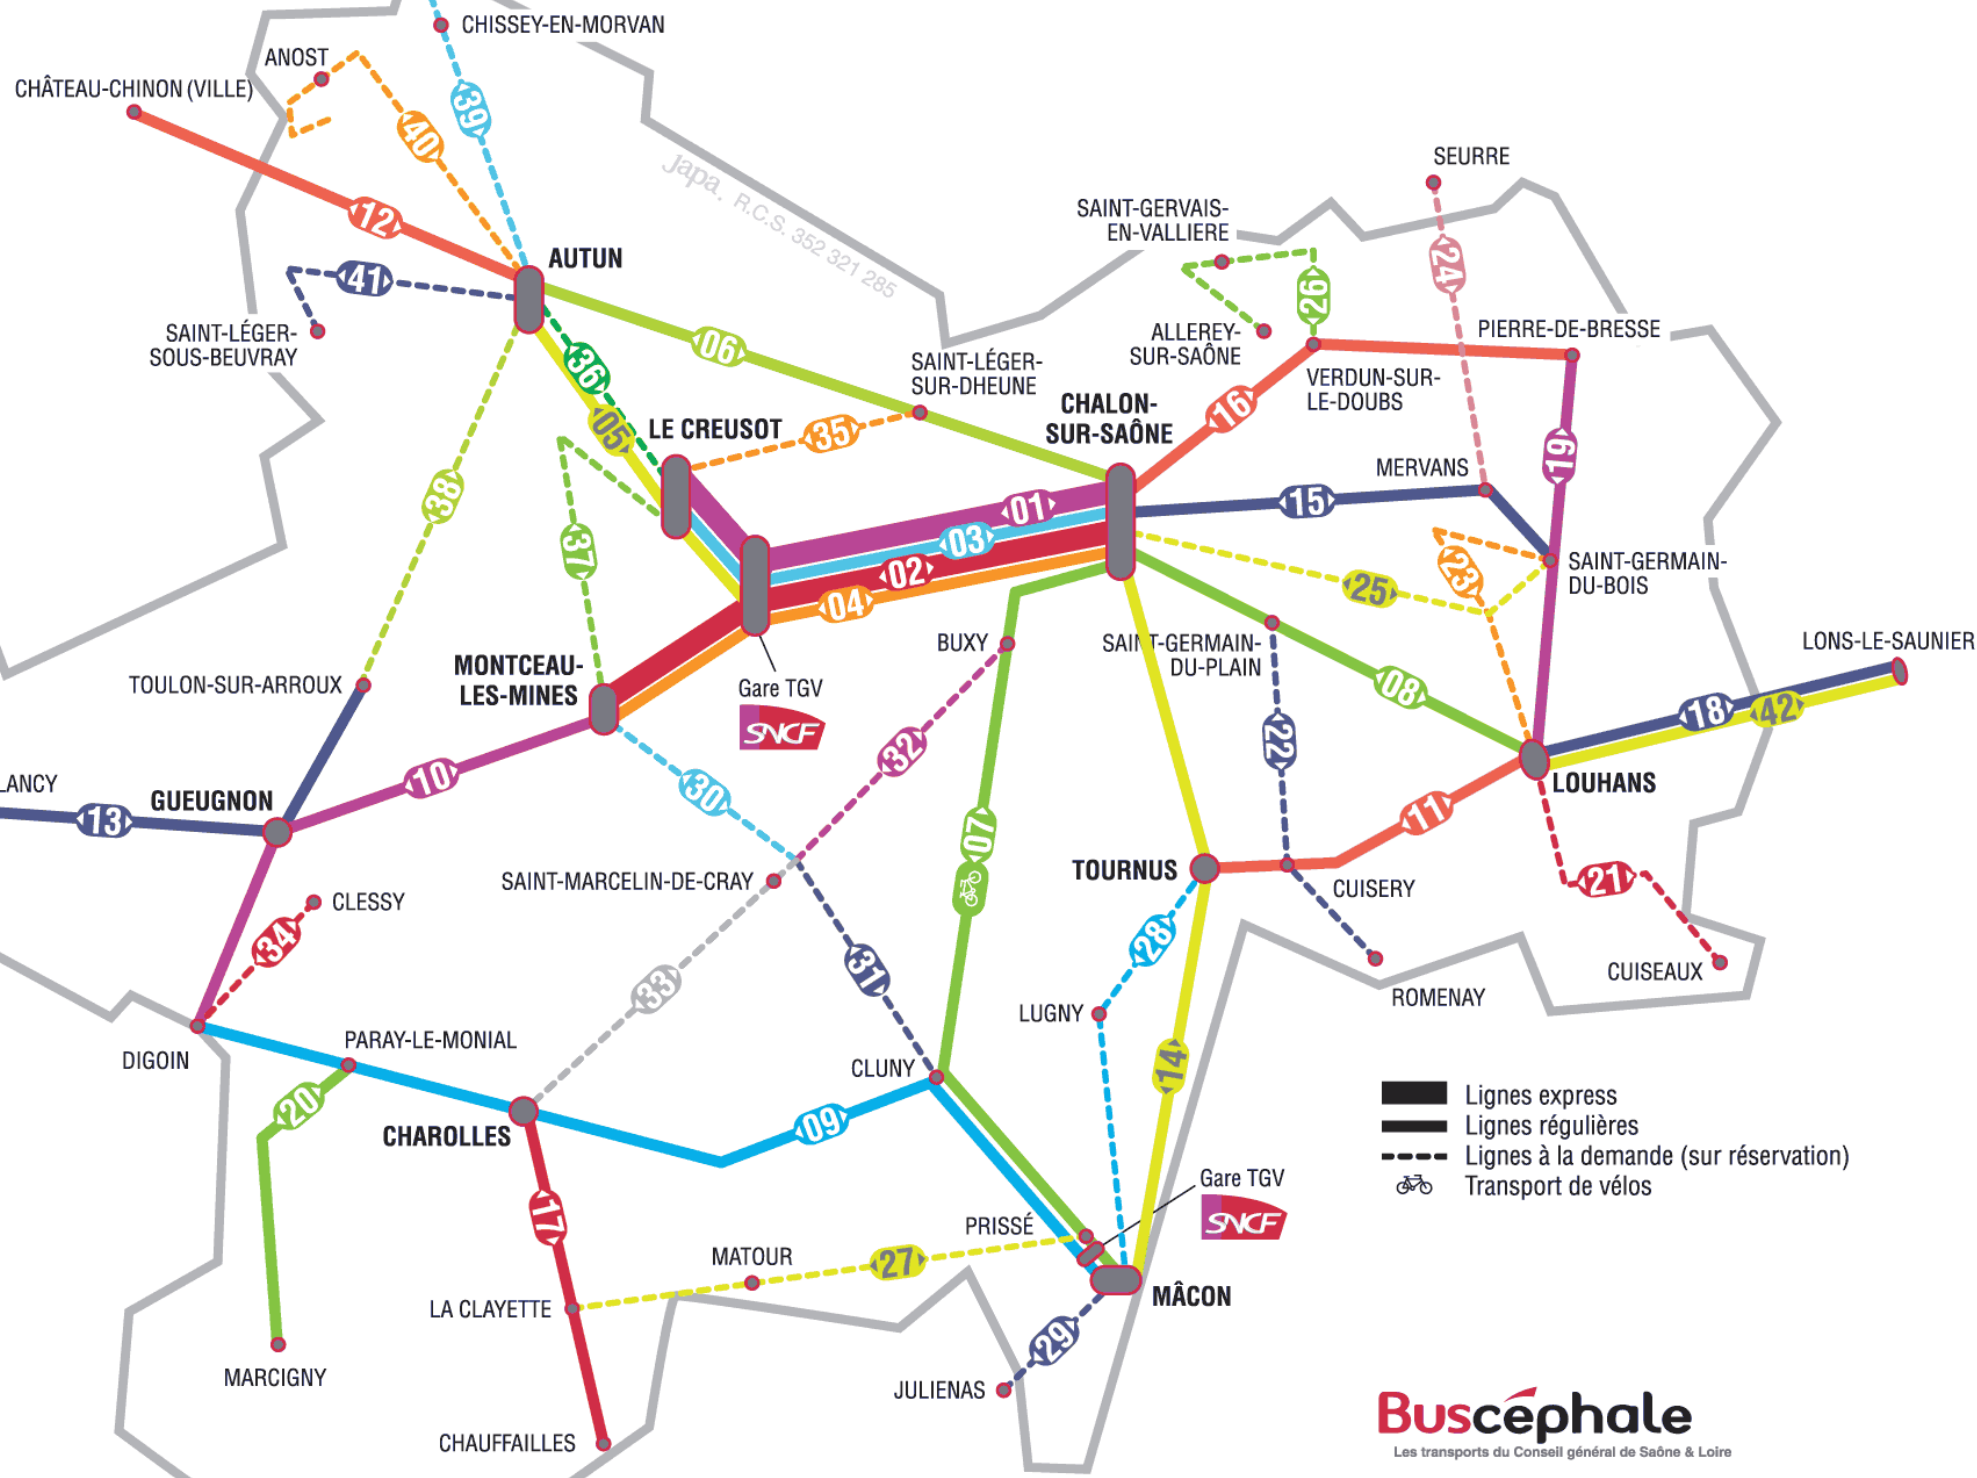 CHISSEY-EN-MORVAN
ANOST
CHÂTEAU-CHINON (VILLE)
39
40
12
Japa. R.C.S. 352 321 285
SEURRE
SAINT-GERVAIS-
EN-VALLIERE
24
AUTUN
41
26
SAINT-LÉGER-
SOUS-BEUVRAY
06
ALLEREY-
SUR-SAÔNE
PIERRE-DE-BRESSE
36
SAINT-LÉGER-
SUR-DHEUNE
VERDUN-SUR-
LE-DOUBS
16
CHALON-
SUR-SAÔNE
05
LE CREUSOT
35
19
MERVANS
38
01
15
03
37
02
04
25
23
SAINT-GERMAIN-
DU-BOIS
BUXY
SAINT-GERMAIN-
DU-PLAIN
LONS-LE-SAUNIER
MONTCEAU-
LES-MINES
TOULON-SUR-ARROUX
Gare TGV
SNCF
08
18
42
22
32
10
30
LANCY
13
GUEUGNON
LOUHANS
11
07
TOURNUS
SAINT-MARCELIN-DE-CRAY
CUISERY
21
CLESSY
34
28
31
33
CUISEAUX
ROMENAY
LUGNY
DIGOIN
PARAY-LE-MONIAL
CLUNY
14
20
09
CHAROLLES
Lignes express
Lignes régulières
Lignes à la demande (sur réservation)
Transport de vélos
Gare TGV
SNCF
17
PRISSÉ
MATOUR
27
LA CLAYETTE
MÂCON
29
MARCIGNY
JULIENAS
CHAUFFAILLES
Buscéphale
Les transports du Conseil général de Saône & Loire